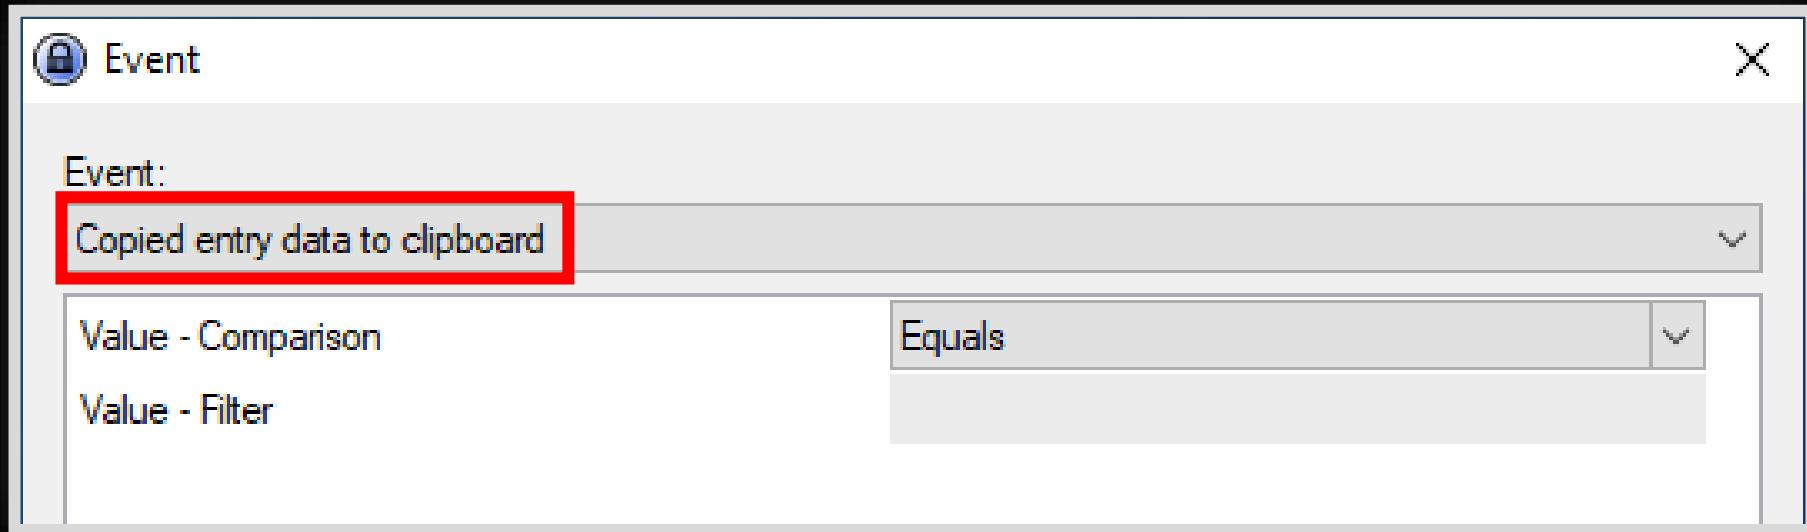 Event
Event:
Copied entry data to clipboard
Value - Comparison
Equals
Value - Filter